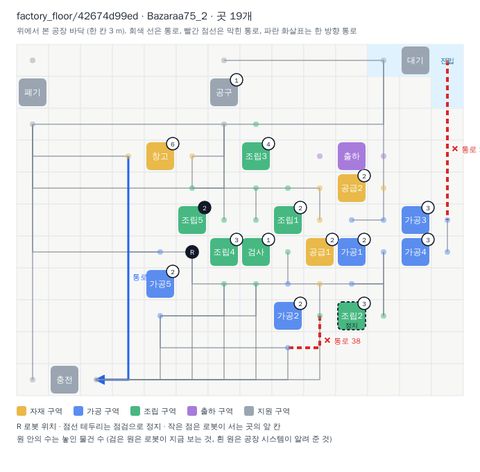 factory_floor/42674d99ed · Bazaraa75_2 · 곳 19개
위에서 본 공장 바닥 (한 칸 3 m). 회색 선은 통로, 빨간 점선은 막힌 통로, 파란 화살표는 한 방향 통로
대기
전립
폐기
공구
1
✕ 통로
창고
6
조립3
4
출하
공급2
2
조립5
2
조립1
2
가공3
3
R
조립4
3
검사
1
공급1
2
가공1
2
가공4
3
통로
가공5
2
가공2
2
조립2
3
정지
✕ 통로 38
충전
자재 구역
가공 구역
조립 구역
출하 구역
지원 구역
R 로봇 위치 · 점선 테두리는 점검으로 정지 · 작은 점은 로봇이 서는 곳의 앞 칸
원 안의 수는 놓인 물건 수 (검은 원은 로봇이 지금 보는 것, 흰 원은 공장 시스템이 알려 준 것)